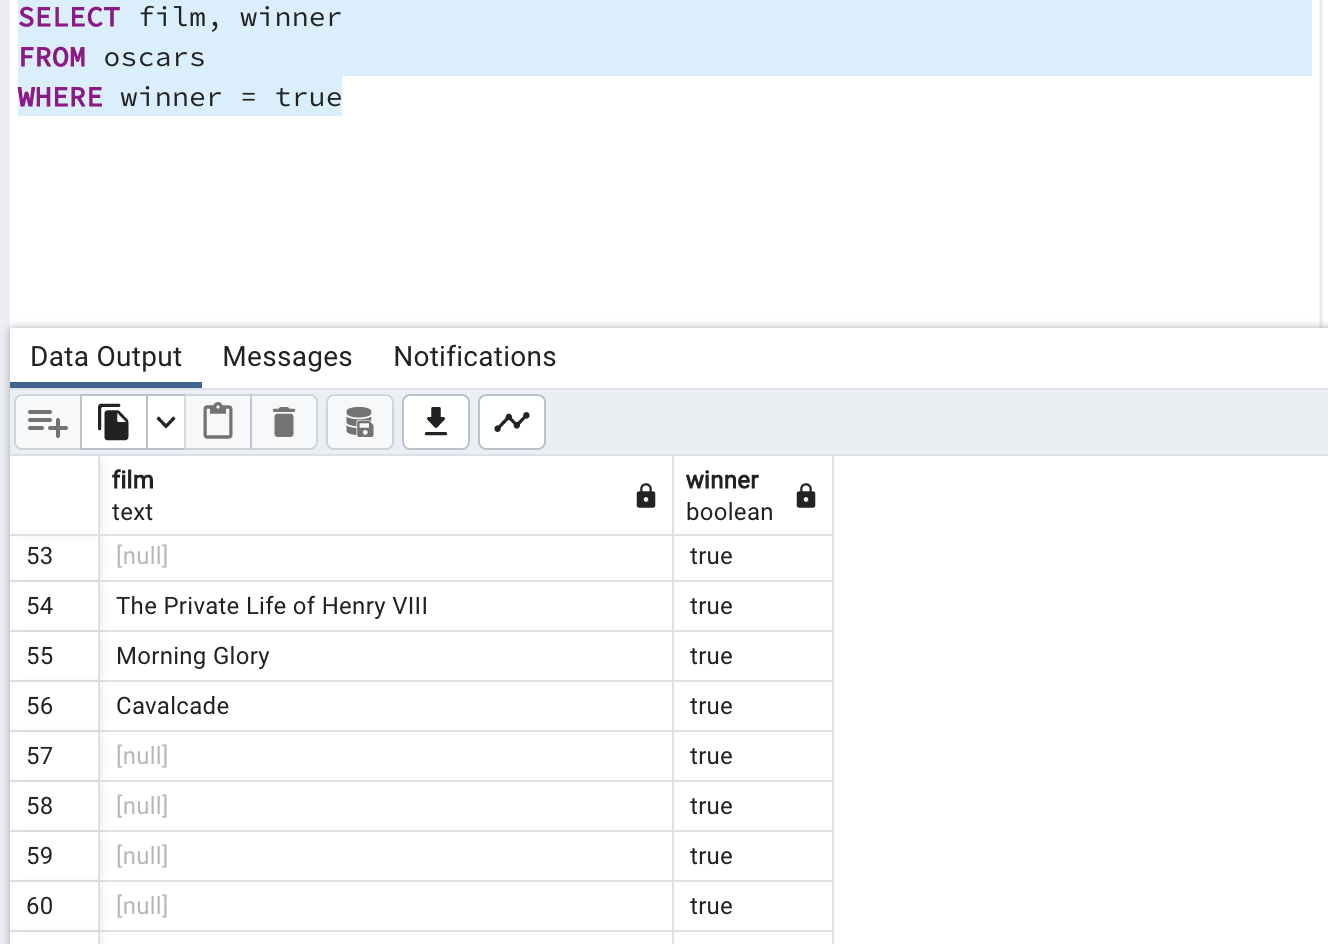 SELECT film, winner
FROM oscars
WHERE winner = true
Data Output Messages Notifications
film winner
text boolean
53 [null] true
54 The Private Life of Henry VIII true
55 Morning Glory true
56 Cavalcade true
57 [null] true
58 [null] true
59 [null] true
60 [null] true